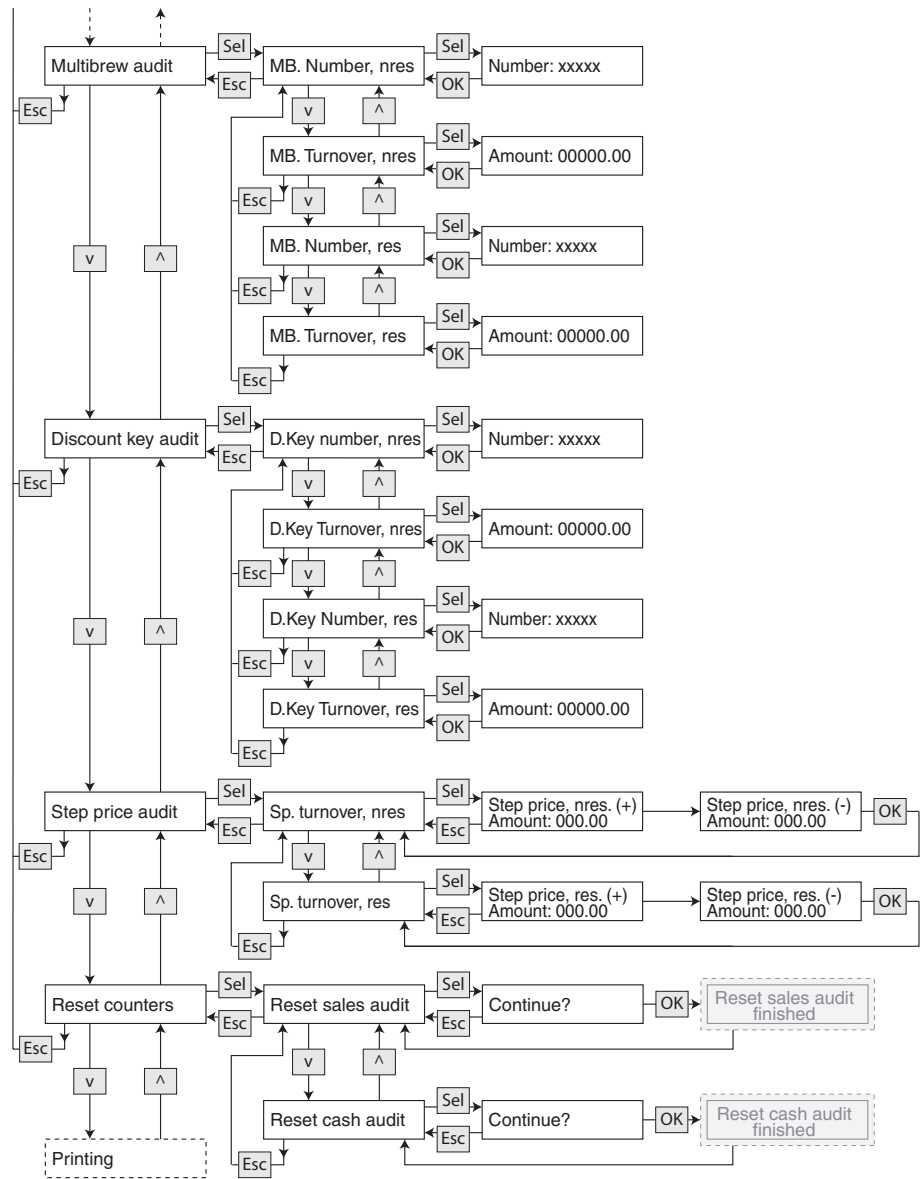 Sel
Sel
Multibrew audit
MB. Number, nres
Number: xxxxx
Esc
OK
Esc
v
^
Sel
MB. Turnover, nres
Amount: 00000.00
OK
Esc
v
^
Sel
MB. Number, res
Number: xxxxx
v
^
OK
Esc
v
^
Sel
MB. Turnover, res
Amount: 00000.00
OK
Esc
Sel
Sel
Discount key audit
D.Key number, nres
Number: xxxxx
Esc
OK
Esc
v
^
Sel
D.Key Turnover, nres
Amount: 00000.00
OK
Esc
v
^
Sel
D.Key Number, res
Number: xxxxx
v
^
OK
Esc
v
^
Sel
D.Key Turnover, res
Amount: 00000.00
OK
Esc
Sel
Sel
Step price audit
Sp. turnover, nres
Step price, nres. (+)
Amount: 000.00
Step price, nres. (-)
Amount: 000.00
OK
Esc
Esc
Esc
v
^
Sel
v
^
Sp. turnover, res
Step price, res. (+)
Amount: 000.00
Step price, res. (-)
Amount: 000.00
OK
Esc
Esc
Sel
Sel
Reset counters
Reset sales audit
Continue?
OK
Reset sales audit
finished
Esc
Esc
Esc
v
^
v
^
Sel
Reset cash audit
Continue?
OK
Reset cash audit
finished
Esc
Printing
Esc